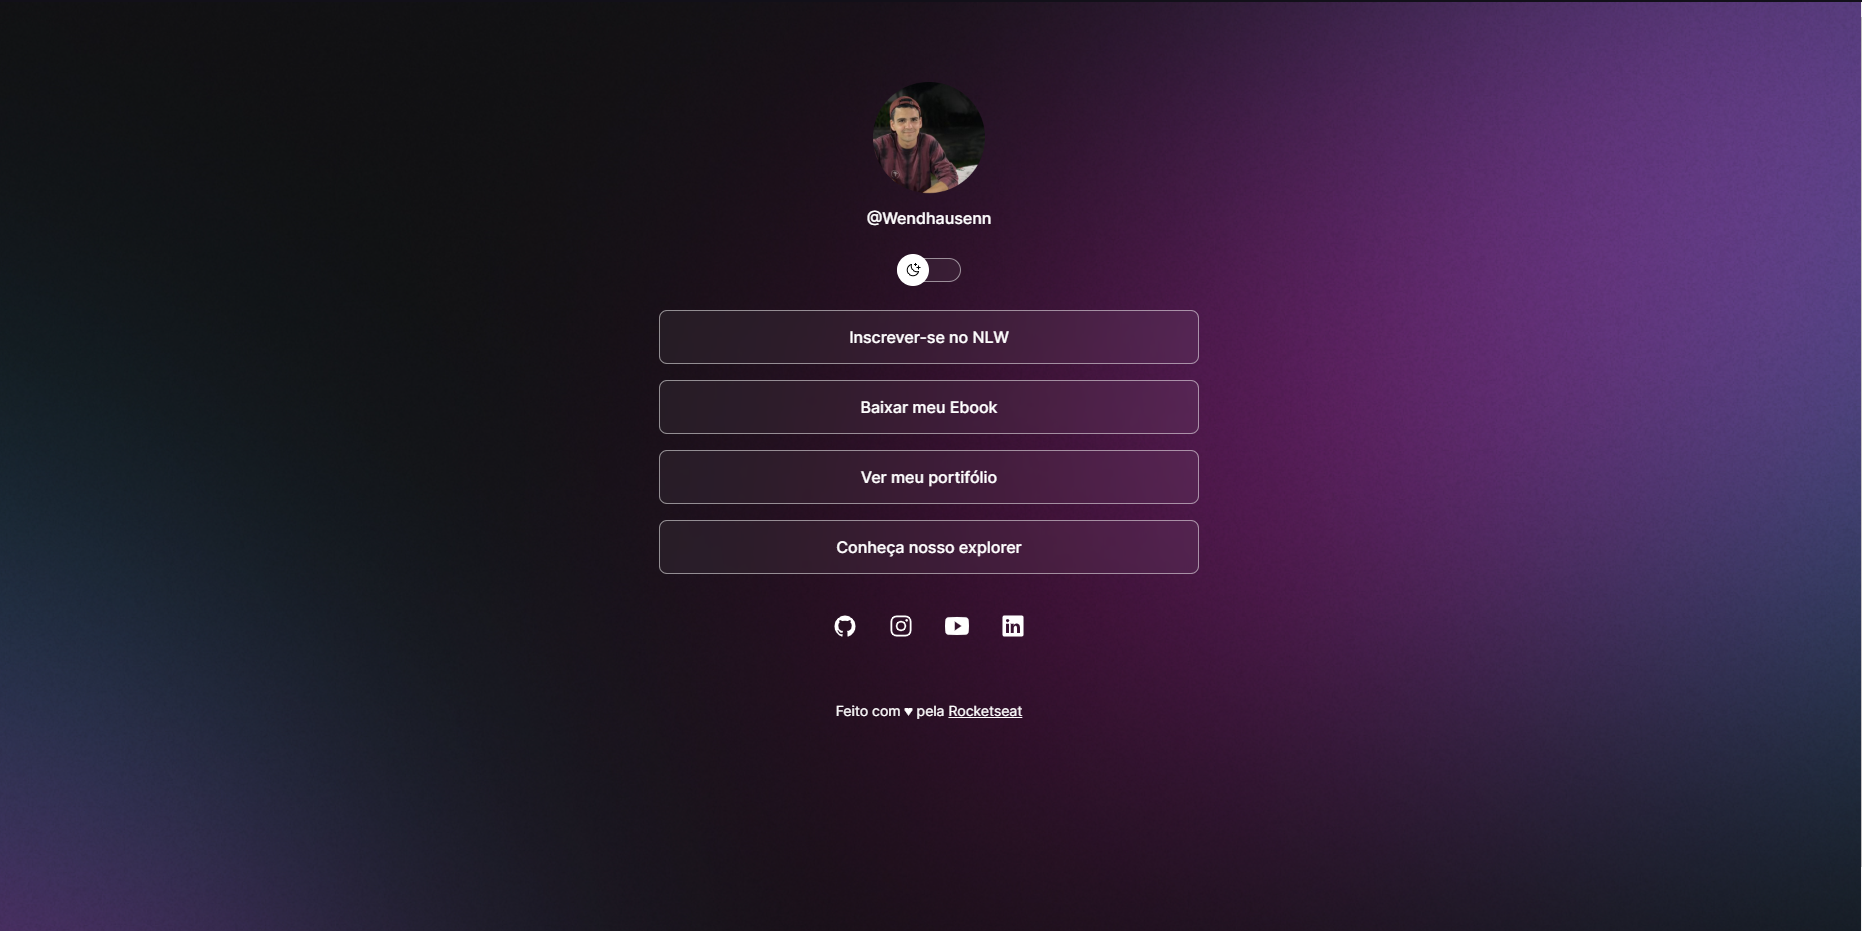 @Wendhausenn
Inscrever-se no NLW
Baixar meu Ebook
Ver meu portifólio
Conheça nosso explorer
Feito com ♥ pela Rocketseat